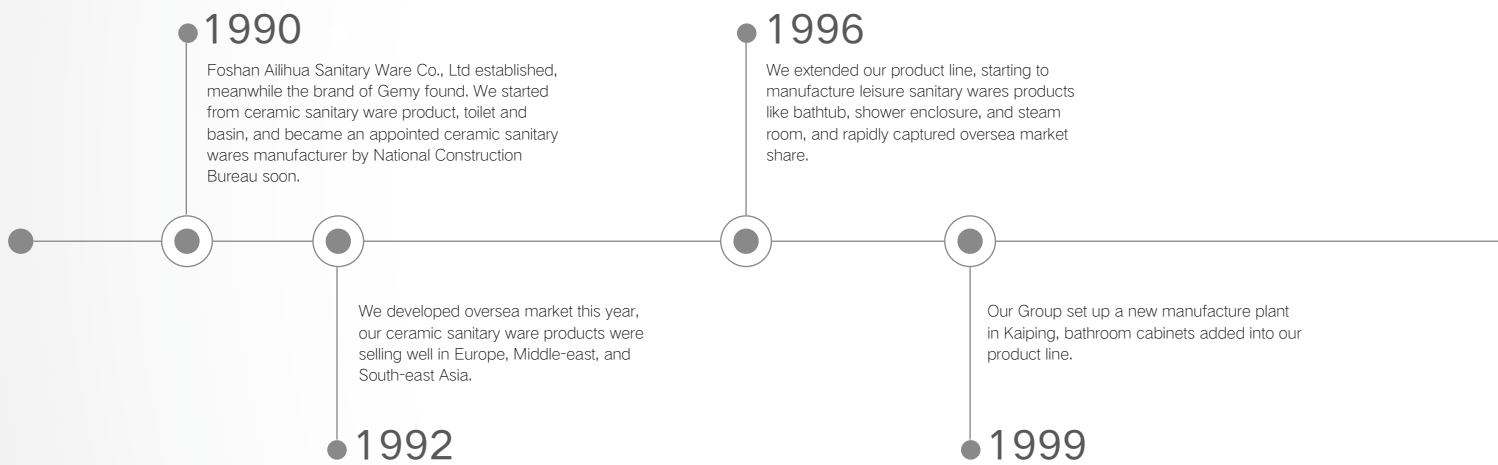 1990
Foshan Ailihua Sanitary Ware Co., Ltd established,
meanwhile the brand of Gemy found. We started
from ceramic sanitary ware product, toilet and
basin, and became an appointed ceramic sanitary
wares manufacturer by National Construction
Bureau soon.
We developed oversea market this year,
our ceramic sanitary ware products were
selling well in Europe, Middle-east, and
South-east Asia.
1992
1996
We extended our product line, starting to
manufacture leisure sanitary wares products
like bathtub, shower enclosure, and steam
room, and rapidly captured oversea market
share.
Our Group set up a new manufacture plant
in Kaiping, bathroom cabinets added into our
product line.
1999